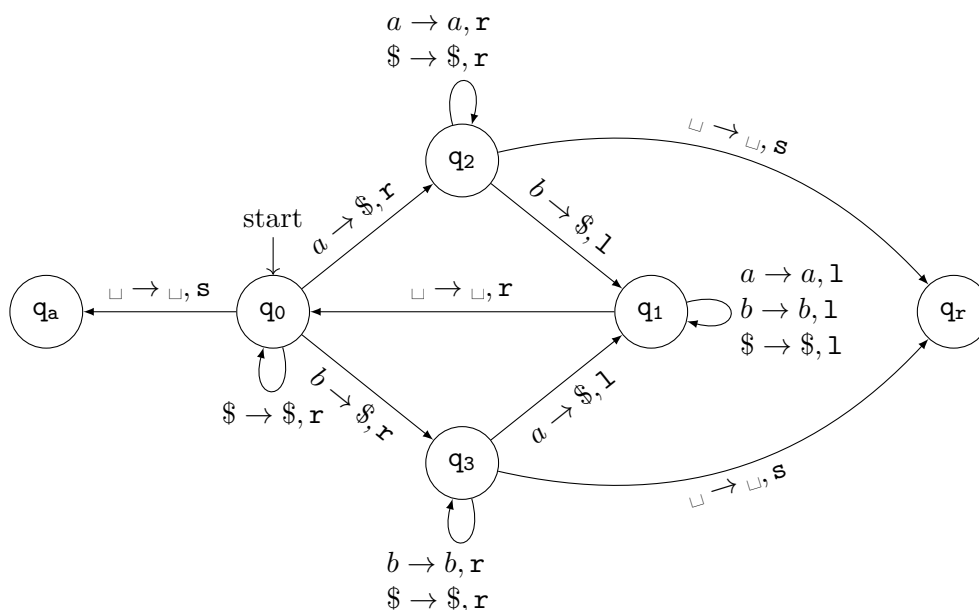 a → a, r
$ → $, r
q2
␣ → ␣, s
a → $, r
b → $, l
start
qa
␣ → ␣, s
q0
␣ → ␣, r
q1
a → a, l
b → b, l
$ → $, l
qr
$ → $, r
b → $, r
a → $, l
q3
␣ → ␣, s
b → b, r
$ → $, r